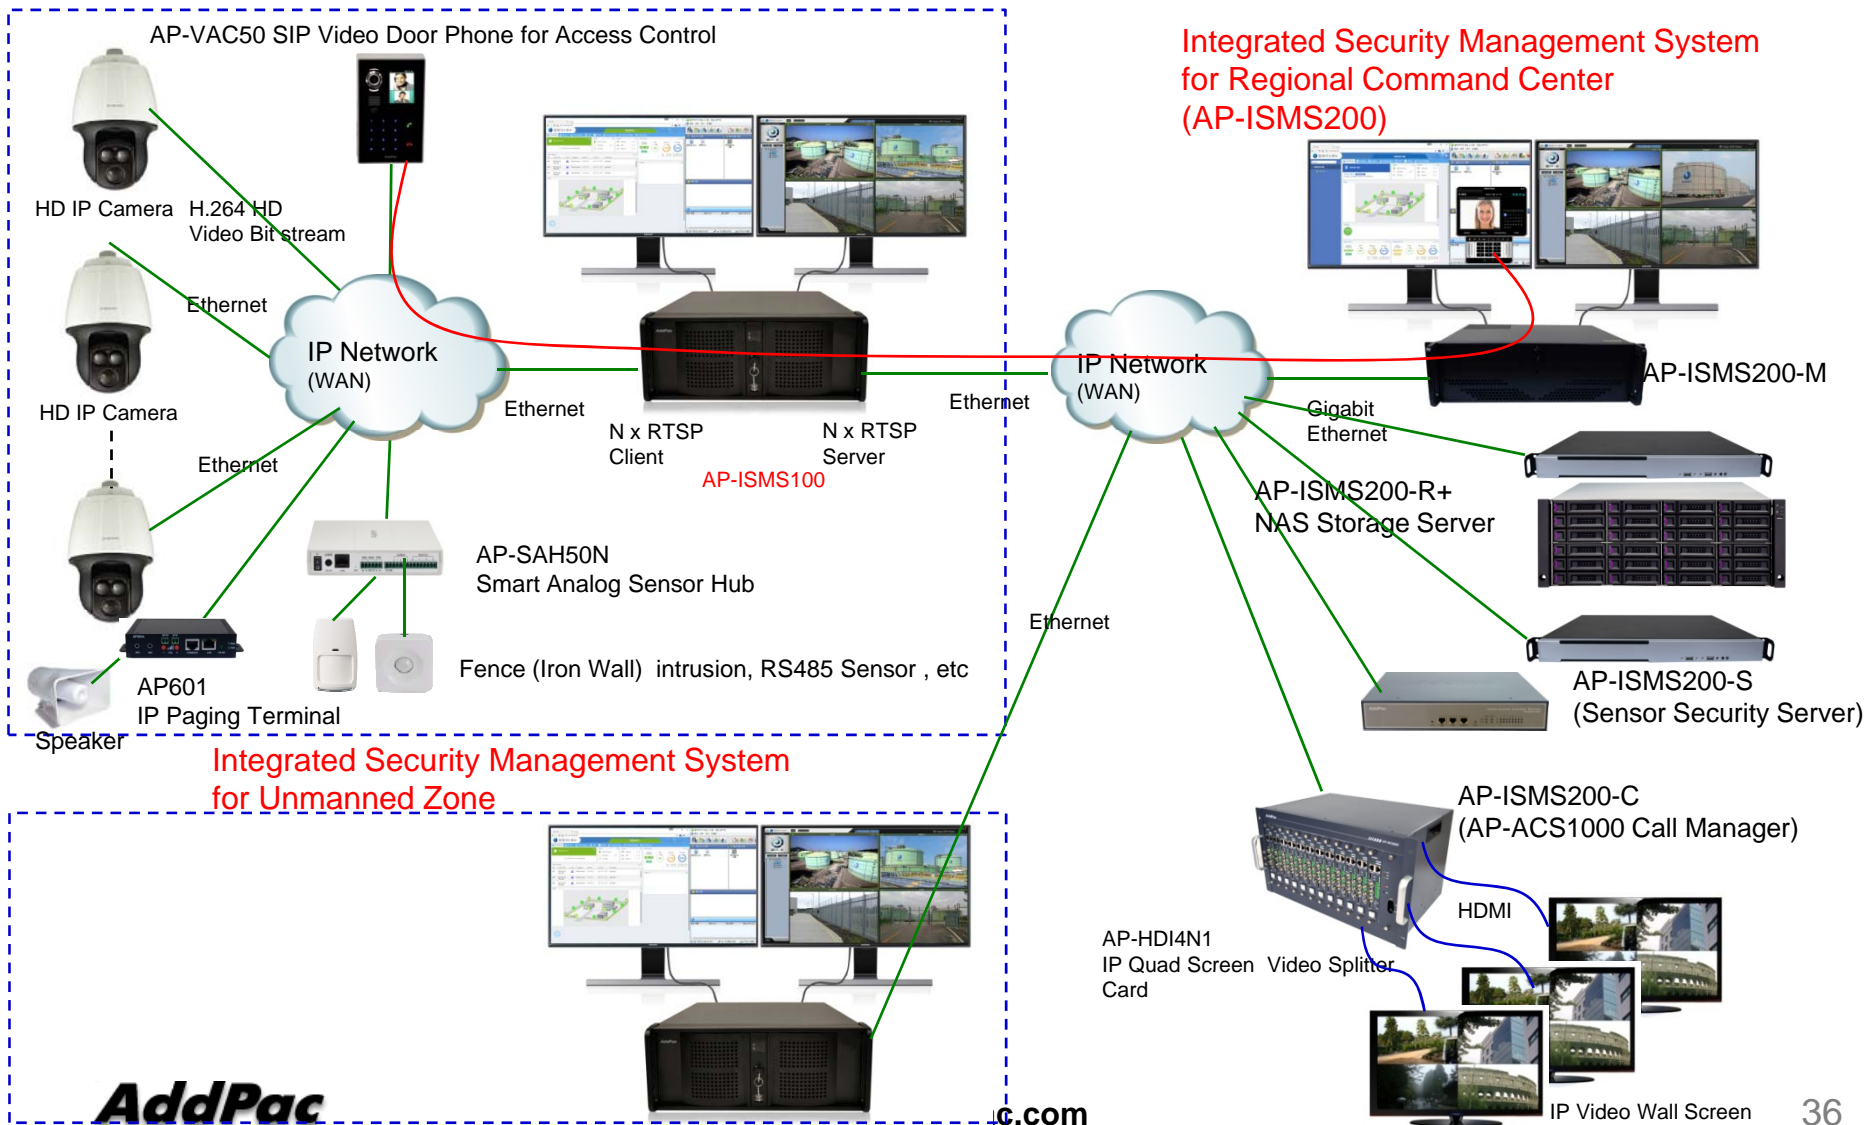 AP-VAC50 SIP Video Door Phone for Access Control
Integrated Security Management System
for Regional Command Center
(AP-ISMS200)
HD IP Camera
H.264 HD
Video Bit stream
Ethernet
IP Network
(WAN)
HD IP Camera
Ethernet
Ethernet
N x RTSP
Client
N x RTSP
Server
AP-ISMS100
Ethernet
IP Network
(WAN)
AP-ISMS200-M
Gigabit
Ethernet
AP-ISMS200-R+
NAS Storage Server
AP-SAH50N
Smart Analog Sensor Hub
Ethernet
Fence (Iron Wall)  intrusion, RS485 Sensor , etc
AP601
IP Paging Terminal
Speaker
AP-ISMS200-S
(Sensor Security Server)
Integrated Security Management System
for Unmanned Zone
AP-ISMS200-C
(AP-ACS1000 Call Manager)
HDMI
AP-HDI4N1
IP Quad Screen  Video Splitter
Card
IP Video Wall Screen
AddPac
c.com
36